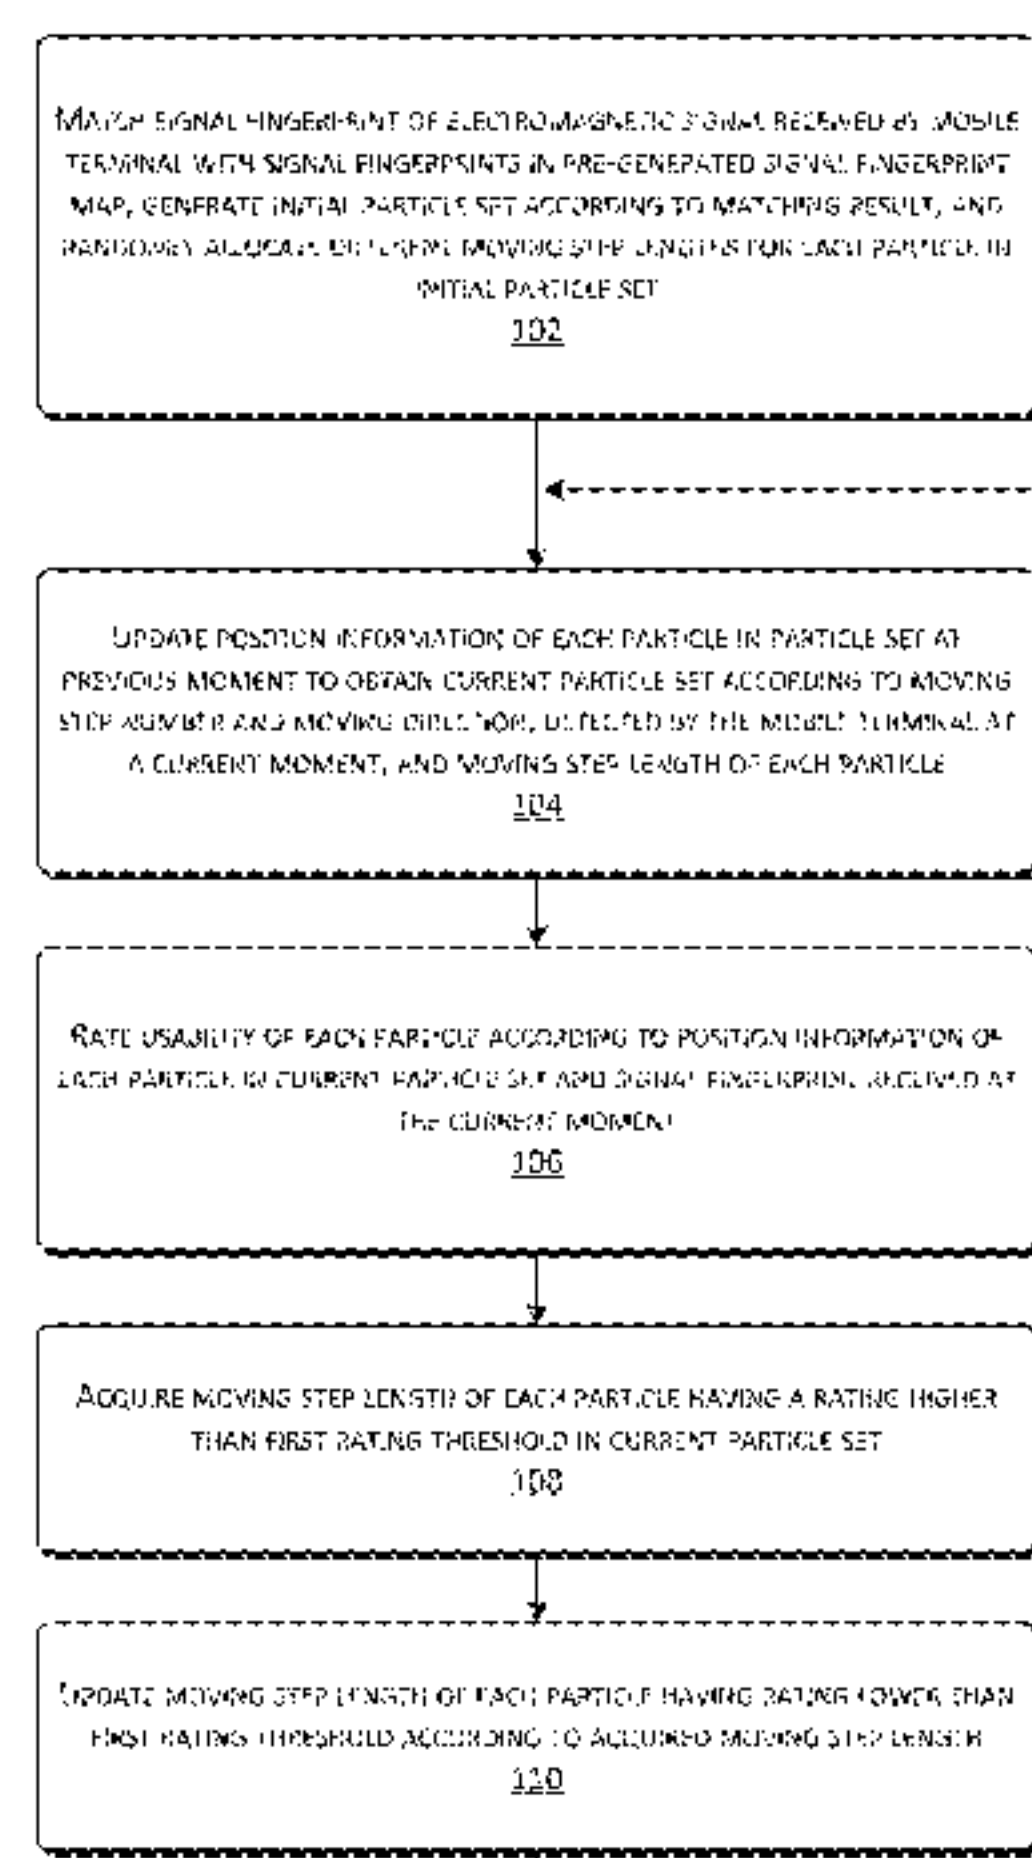 MATCH SIGNAL FINGERPRINT OF ELECTROMAGNETIC SIGNAL RECEIVED BY MOBILE
TERMINAL WITH SIGNAL FINGERPRINTS IN PRE-GENERATED SIGNAL FINGERPRINT
MAP, GENERATE INITIAL PARTICLE SET ACCORDING TO MATCHING RESULT, AND
RANDOMLY ALLOCATE DIFFERENT MOVING STEP LENGTHS FOR EACH PARTICLE IN
INITIAL PARTICLE SET
102
UPDATE POSITION INFORMATION OF EACH PARTICLE IN PARTICLE SET AT
PREVIOUS MOMENT TO OBTAIN CURRENT PARTICLE SET ACCORDING TO MOVING
STEP NUMBER AND MOVING DIRECTION, DETECTED BY THE MOBILE TERMINAL AT
A CURRENT MOMENT, AND MOVING STEP LENGTH OF EACH PARTICLE
104
RATE USABILITY OF EACH PARTICLE ACCORDING TO POSITION INFORMATION OF
EACH PARTICLE IN CURRENT PARTICLE SET AND SIGNAL FINGERPRINT RECEIVED AT
THE CURRENT MOMENT
106
ACQUIRE MOVING STEP LENGTH OF EACH PARTICLE HAVING A RATING HIGHER
THAN FIRST RATING THRESHOLD IN CURRENT PARTICLE SET
108
UPDATE MOVING STEP LENGTH OF EACH PARTICLE HAVING RATING LOWER THAN
FIRST RATING THRESHOLD ACCORDING TO ACQUIRED MOVING STEP LENGTH
110